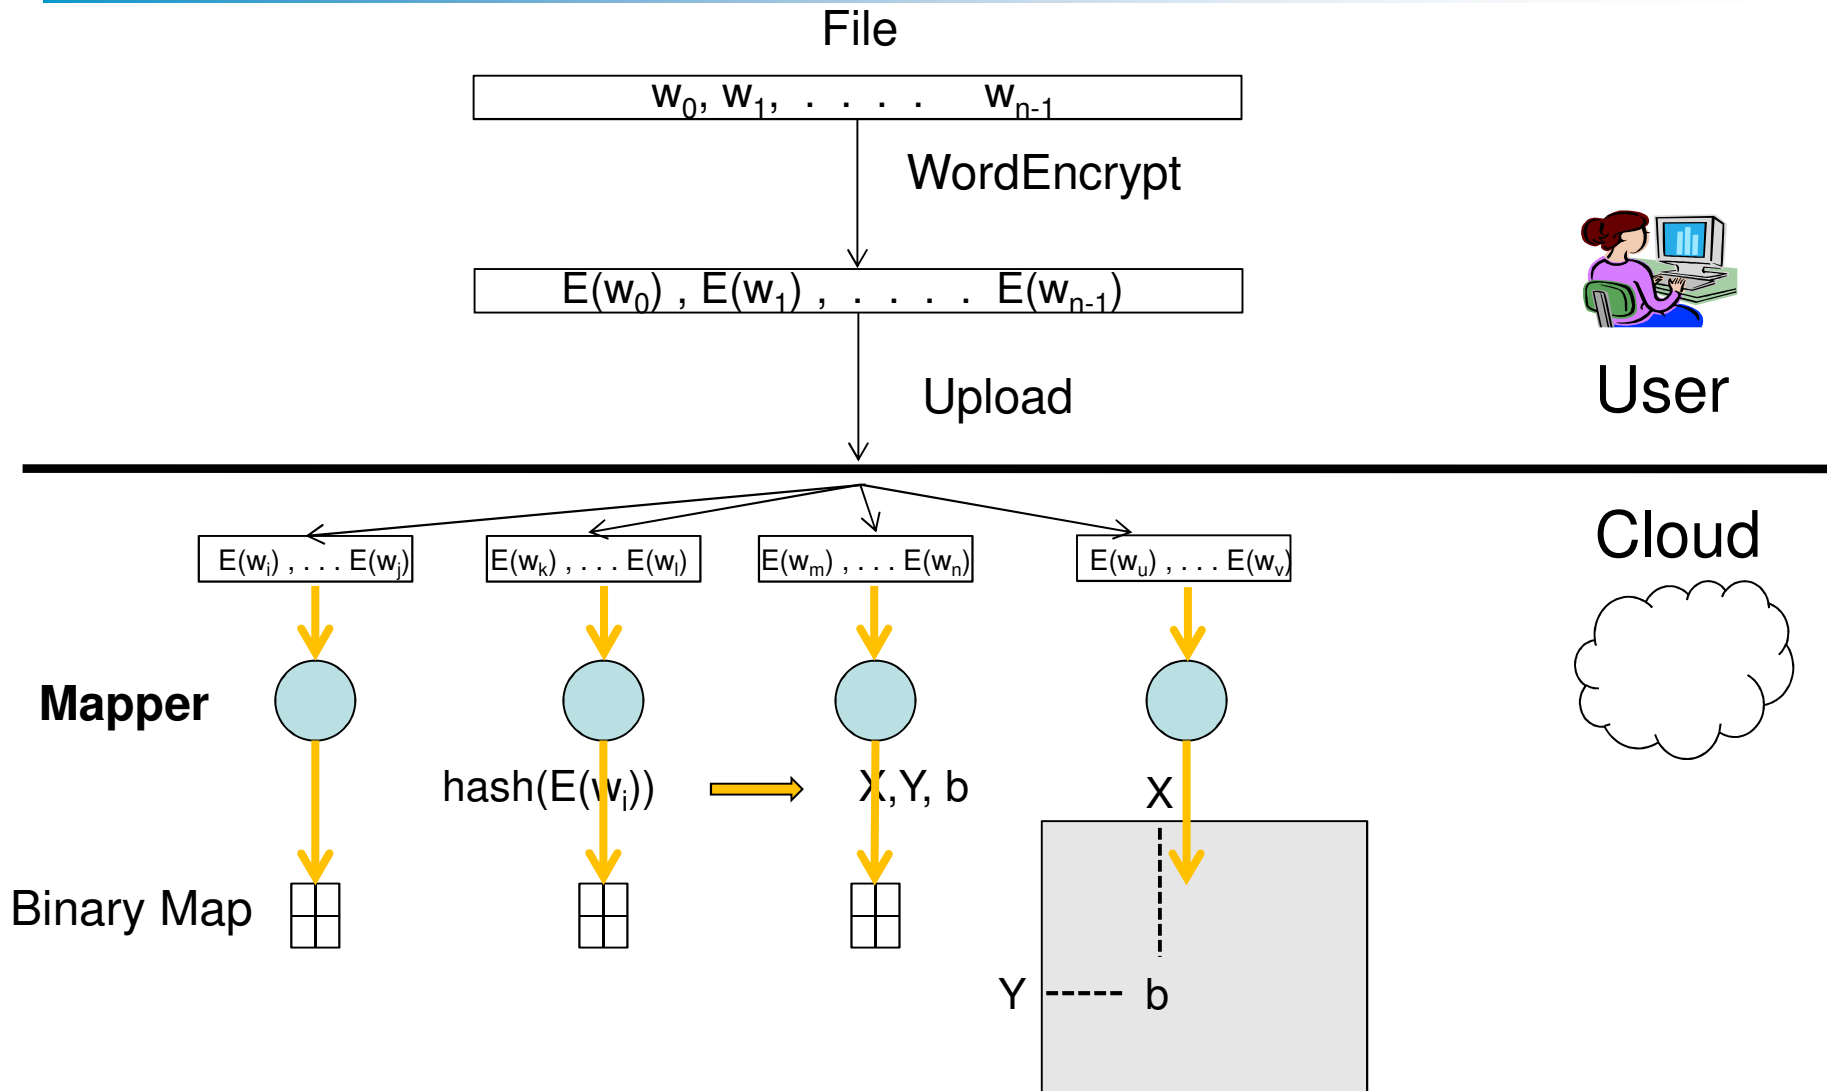 File
w₀, w₁, . . . . wₙ₋₁
WordEncrypt
E(w₀) , E(w₁) , . . . . E(wₙ₋₁)
Upload
User
Cloud
E(wᵢ) , . . . E(wⱼ)
E(wₖ) , . . . E(wₗ)
E(wₘ) , . . . E(wₙ)
E(wᵤ) , . . . E(wᵥ)
Mapper
hash(E(wᵢ))
X,Y, b
X
Binary Map
Y
b